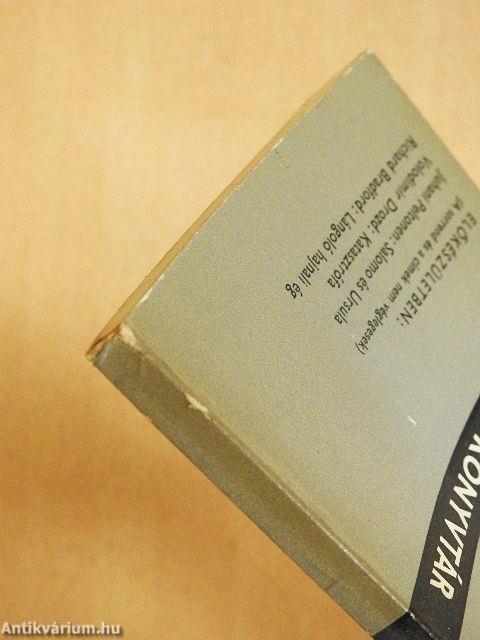 ELŐKÉSZÜLETBEN:
(A sorrend és a címek nem véglegesek)
Juhani Peltonen: Salomo és Ursula
Volodimir Drozd: Katasztrófa
Richard Bradford: Lángoló hajnali ég
KÖNYVTÁR
Antikvárium.hu